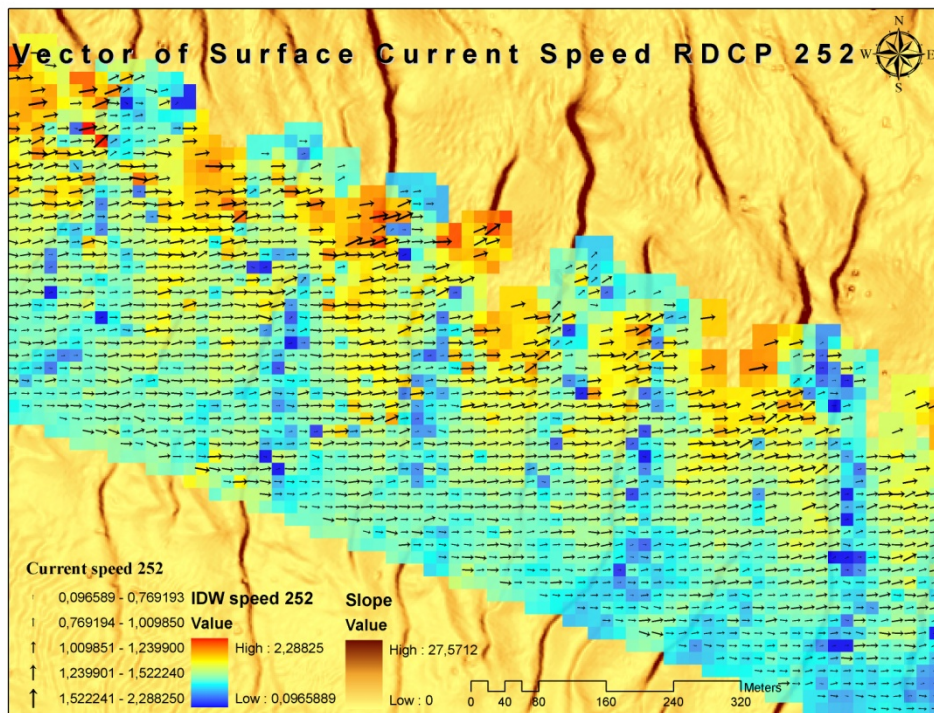 Vector of Surface Current Speed RDCP 252
N
W E
S
Current speed 252
0,096589 - 0,769193
0,769194 - 1,009850
1,009851 - 1,239900
1,239901 - 1,522240
1,522241 - 2,288250
IDW speed 252
Value
High : 2,28825
Low : 0,0965889
Slope
Value
High : 27,5712
Low : 0
Meters
0 40 80 160 240 320